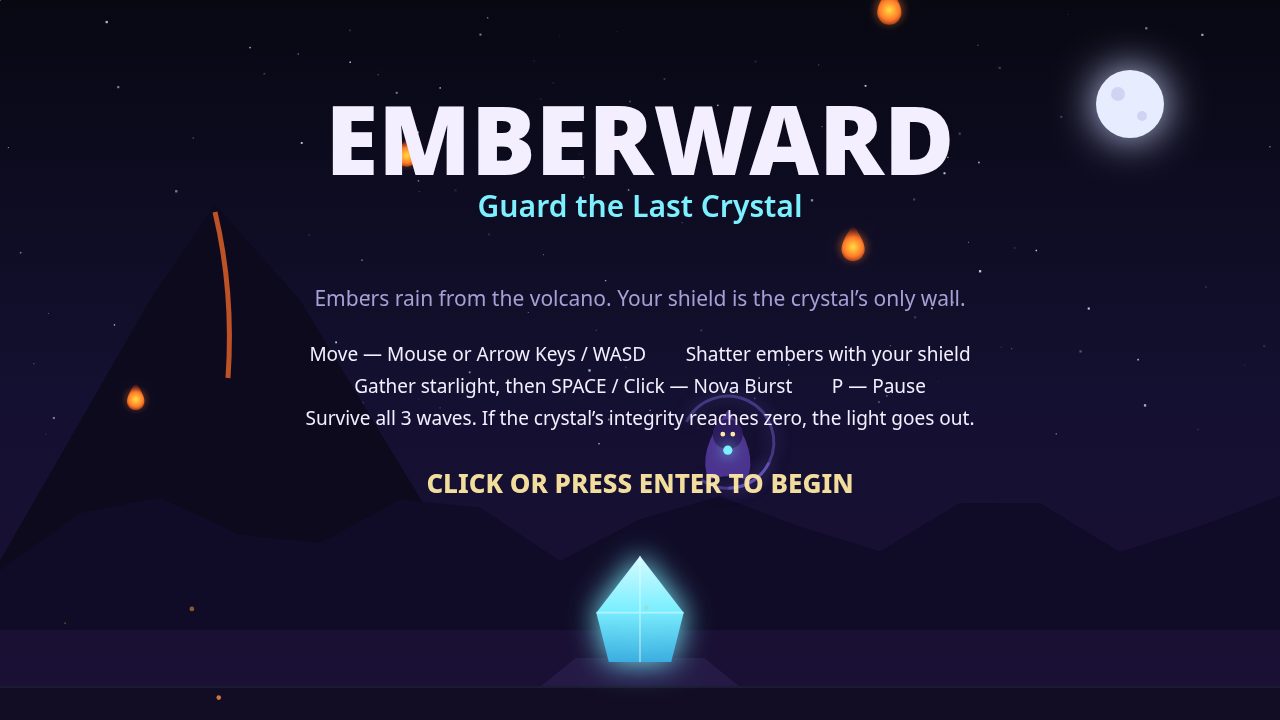 EMBERWARD
Guard the Last Crystal
Embers rain from the volcano. Your shield is the crystal’s only wall.
Move — Mouse or Arrow Keys / WASD Shatter embers with your shield
Gather starlight, then SPACE / Click — Nova Burst P — Pause
Survive all 3 waves. If the crystal’s integrity reaches zero, the light goes out.
CLICK OR PRESS ENTER TO BEGIN